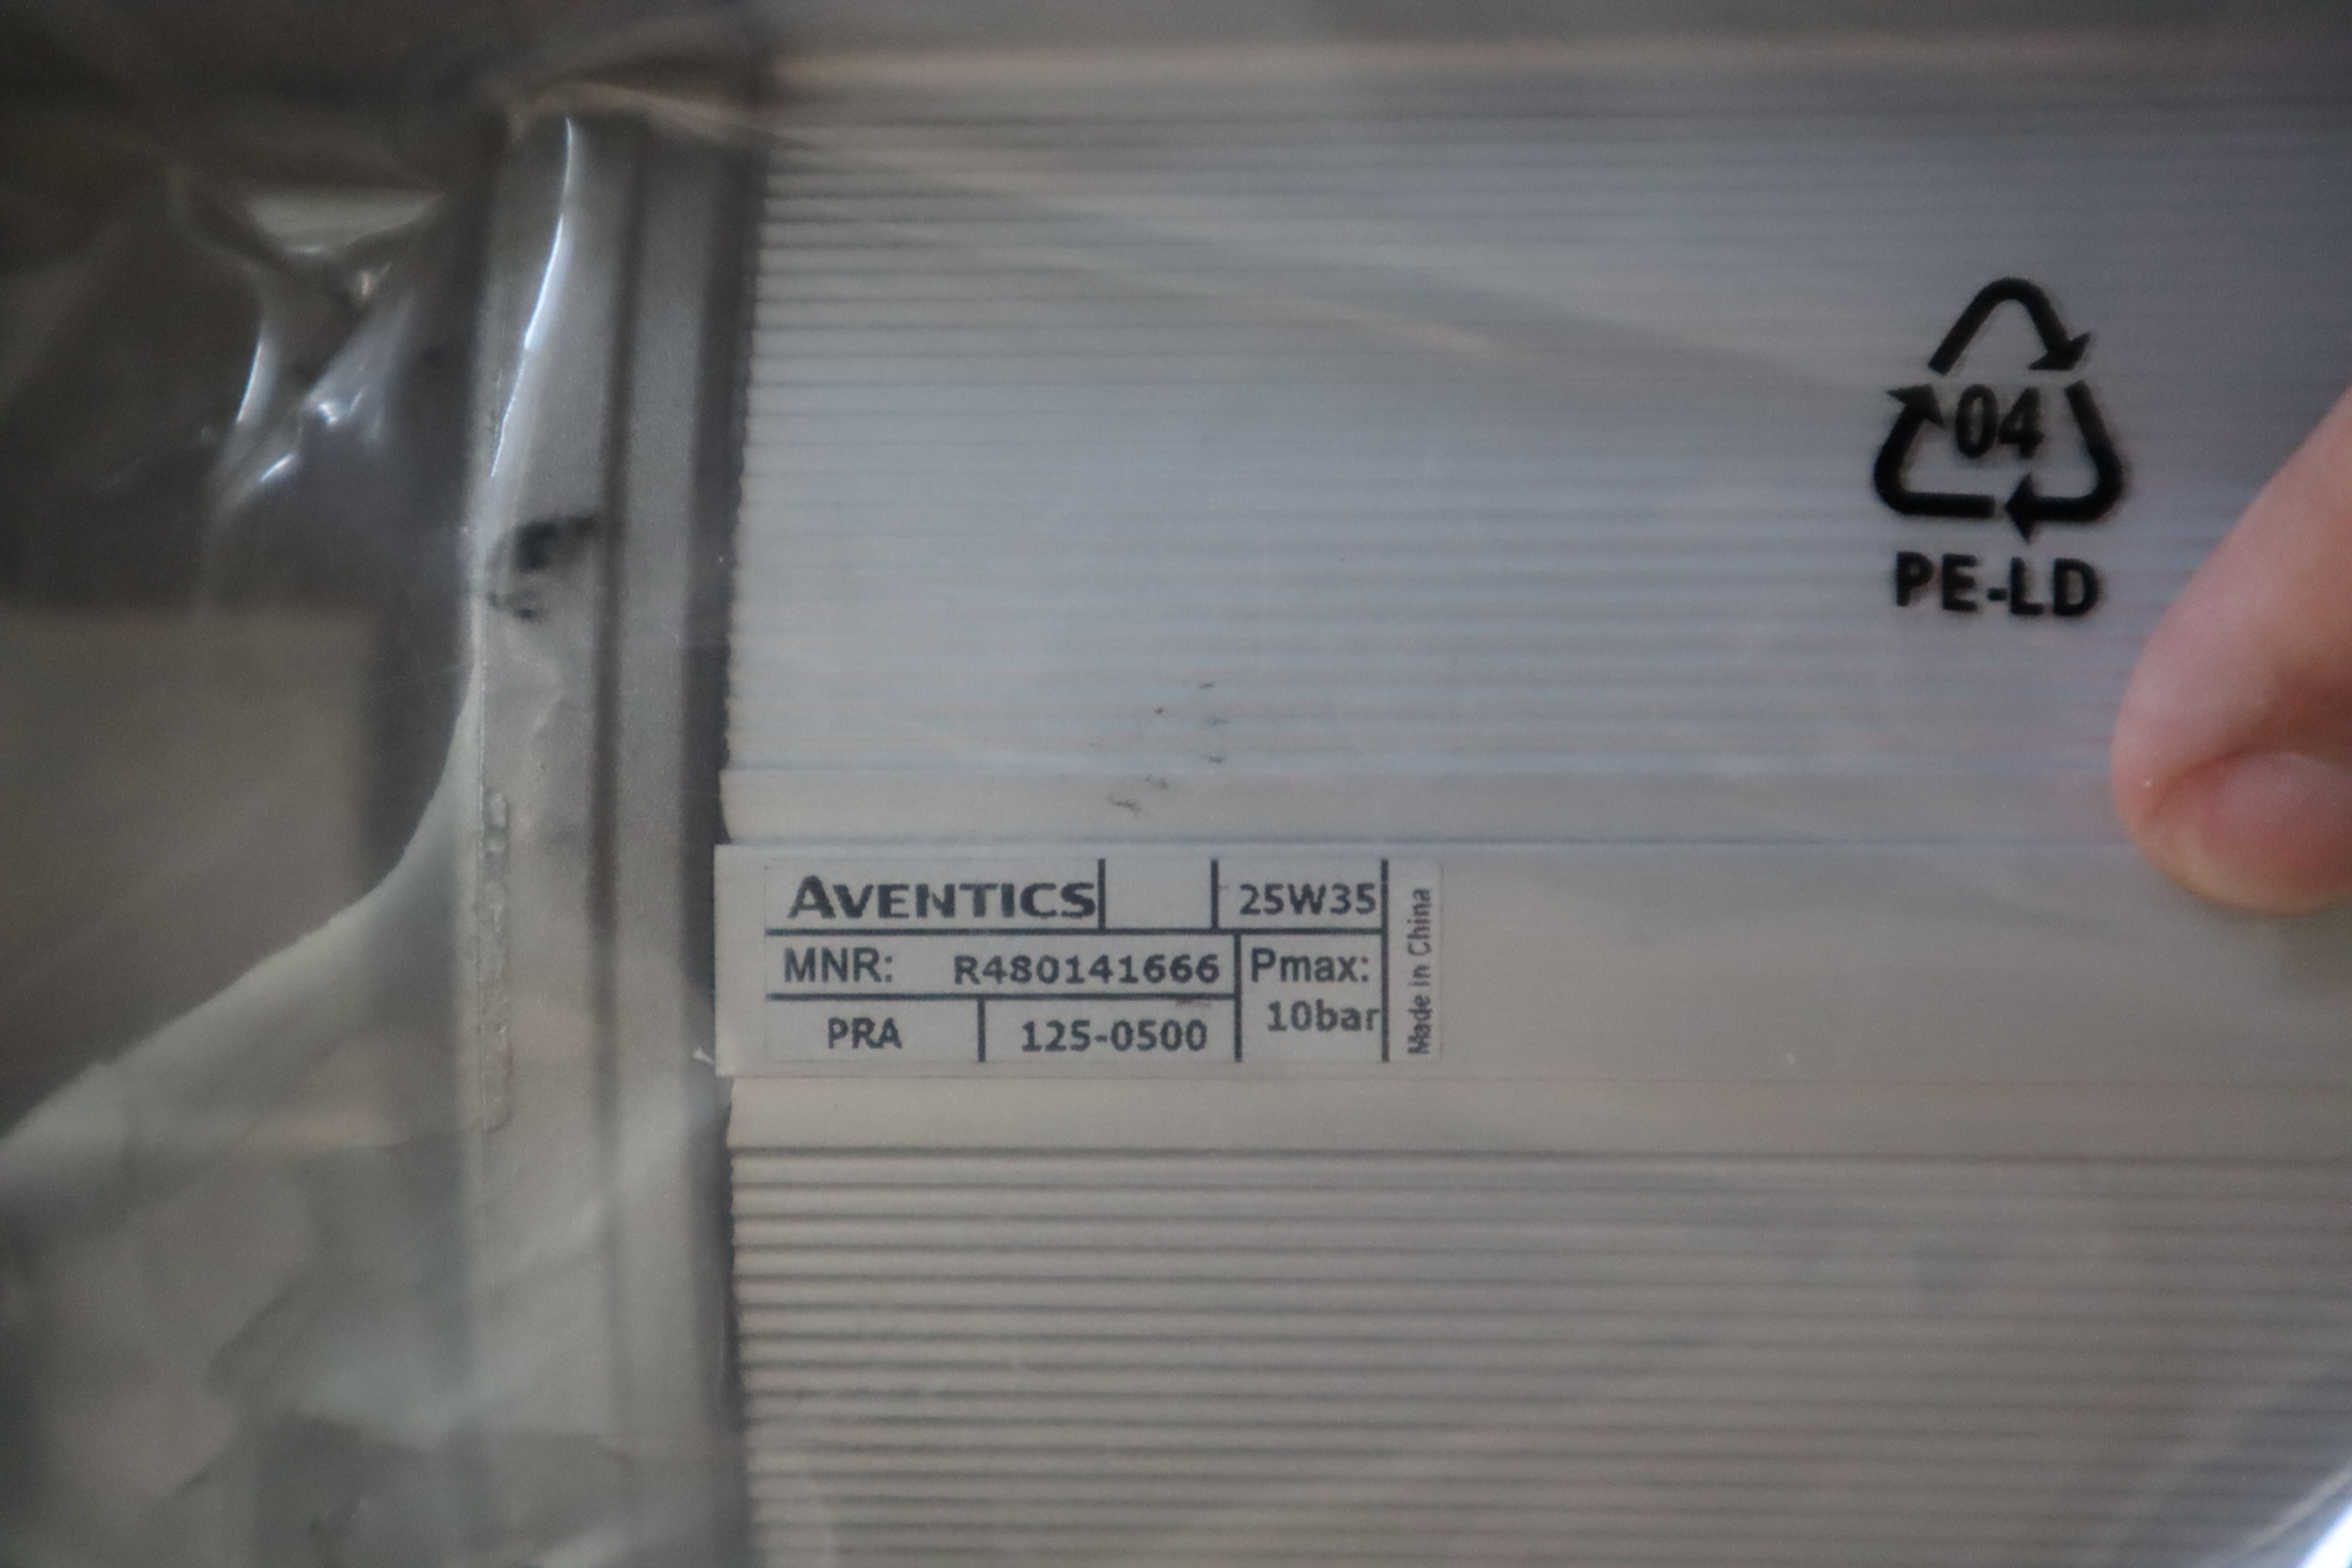 04
PE-LD
AVENTICS 25W35
MNR: R480141666 Pmax:
10bar
PRA 125-0500
Made in China